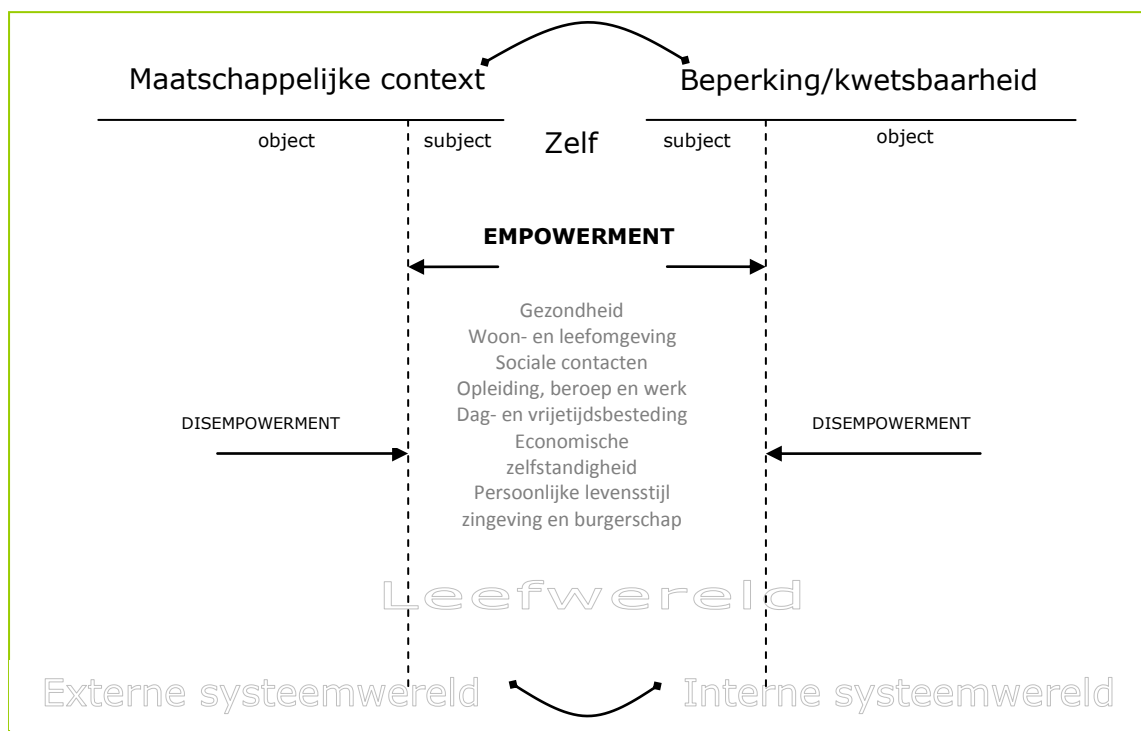 Maatschappelijke context
Beperking/kwetsbaarheid
object
subject
Zelf
subject
object
EMPOWERMENT
Gezondheid
Woon- en leefomgeving
Sociale contacten
Opleiding, beroep en werk
Dag- en vrijetijdsbesteding
Economische
zelfstandigheid
Persoonlijke levensstijl
zingeving en burgerschap
DISEMPOWERMENT
DISEMPOWERMENT
Leefwereld
Externe systeemwereld
Interne systeemwereld